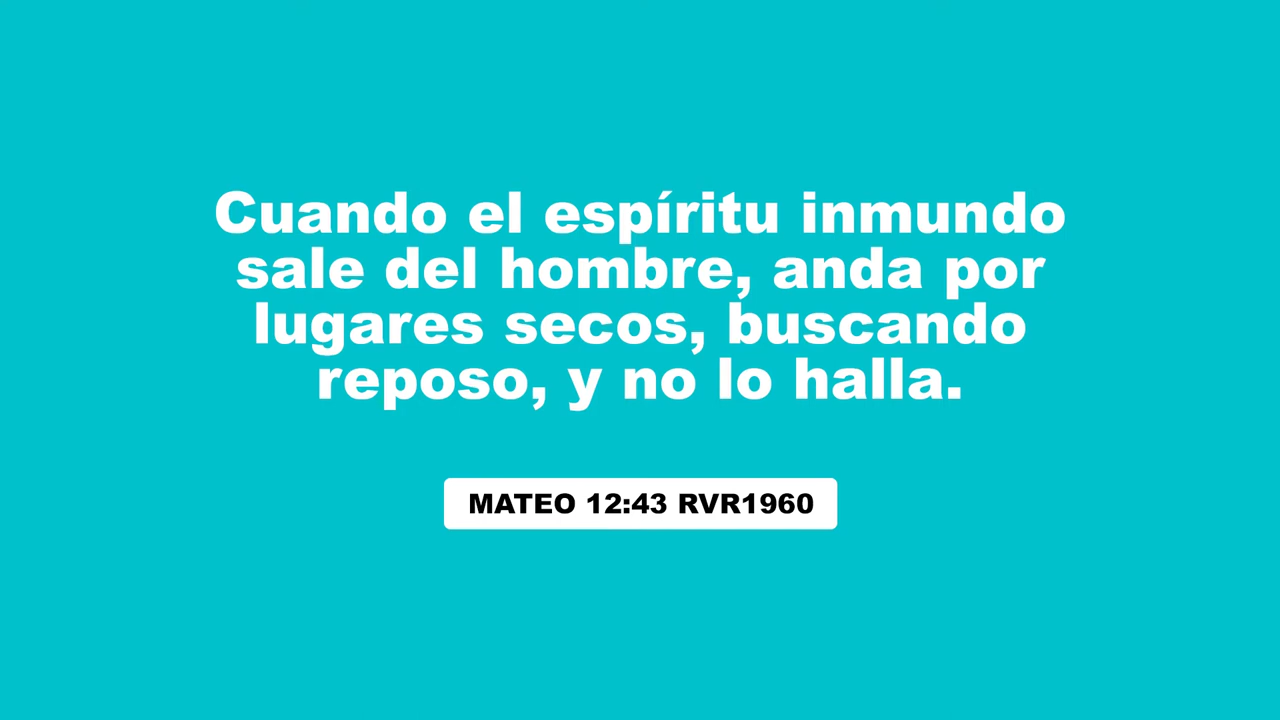 Cuando el espíritu inmundo
sale del hombre, anda por
lugares secos, buscando
reposo, y no lo halla.
MATEO 12:43 RVR1960